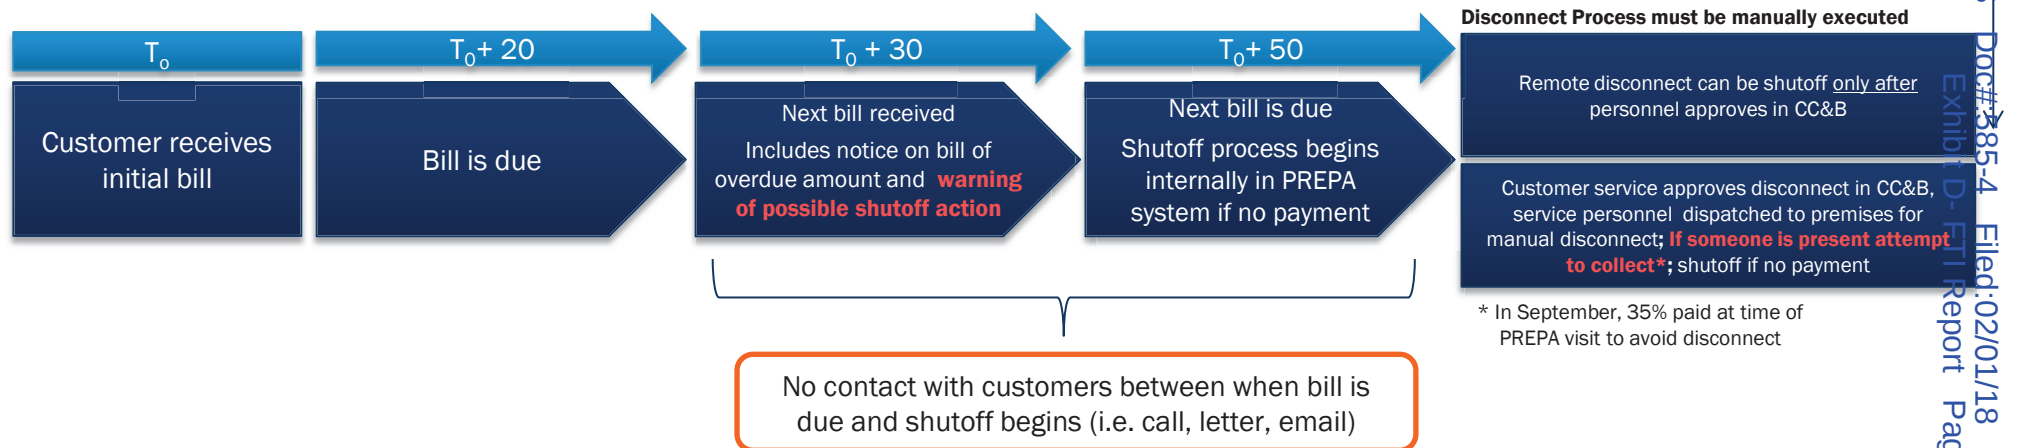 Disconnect Process must be manually executed
T0
T0+ 20
T0 + 30
T0+ 50
Customer receives
initial bill
Bill is due
Next bill received
Includes notice on bill of
overdue amount and warning
of possible shutoff action
Next bill is due
Shutoff process begins
internally in PREPA
system if no payment
Remote disconnect can be shutoff only after
personnel approves in CC&B
Customer service approves disconnect in CC&B,
service personnel dispatched to premises for
manual disconnect; If someone is present attempt
to collect*; shutoff if no payment
* In September, 35% paid at time of
PREPA visit to avoid disconnect
No contact with customers between when bill is
due and shutoff begins (i.e. call, letter, email)
Doc#:585-4 Filed:02/01/18
Exhibit D- FTI Report